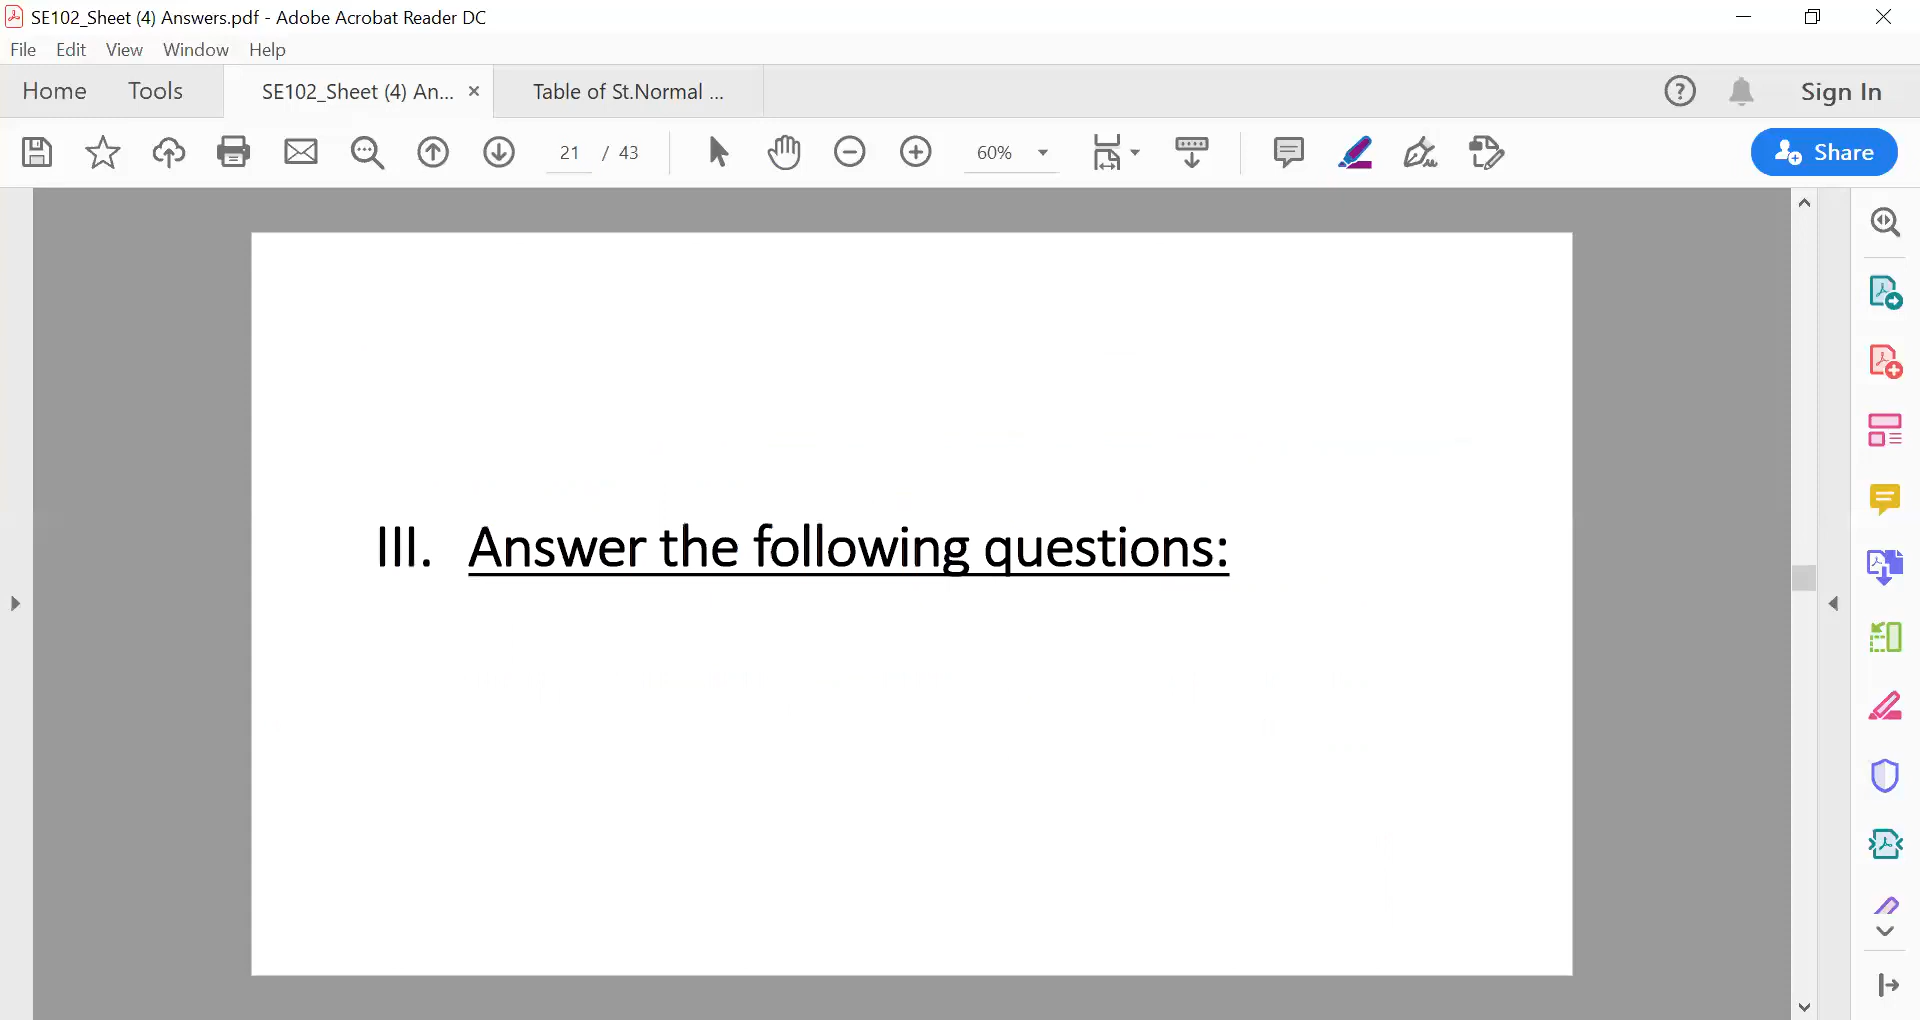 SE102_Sheet (4) Answers.pdf - Adobe Acrobat Reader DC
File Edit View Window Help
Home Tools SE102_Sheet (4) An... × Table of St.Normal ... Sign In
21 / 43 60% Share
III. Answer the following questions: